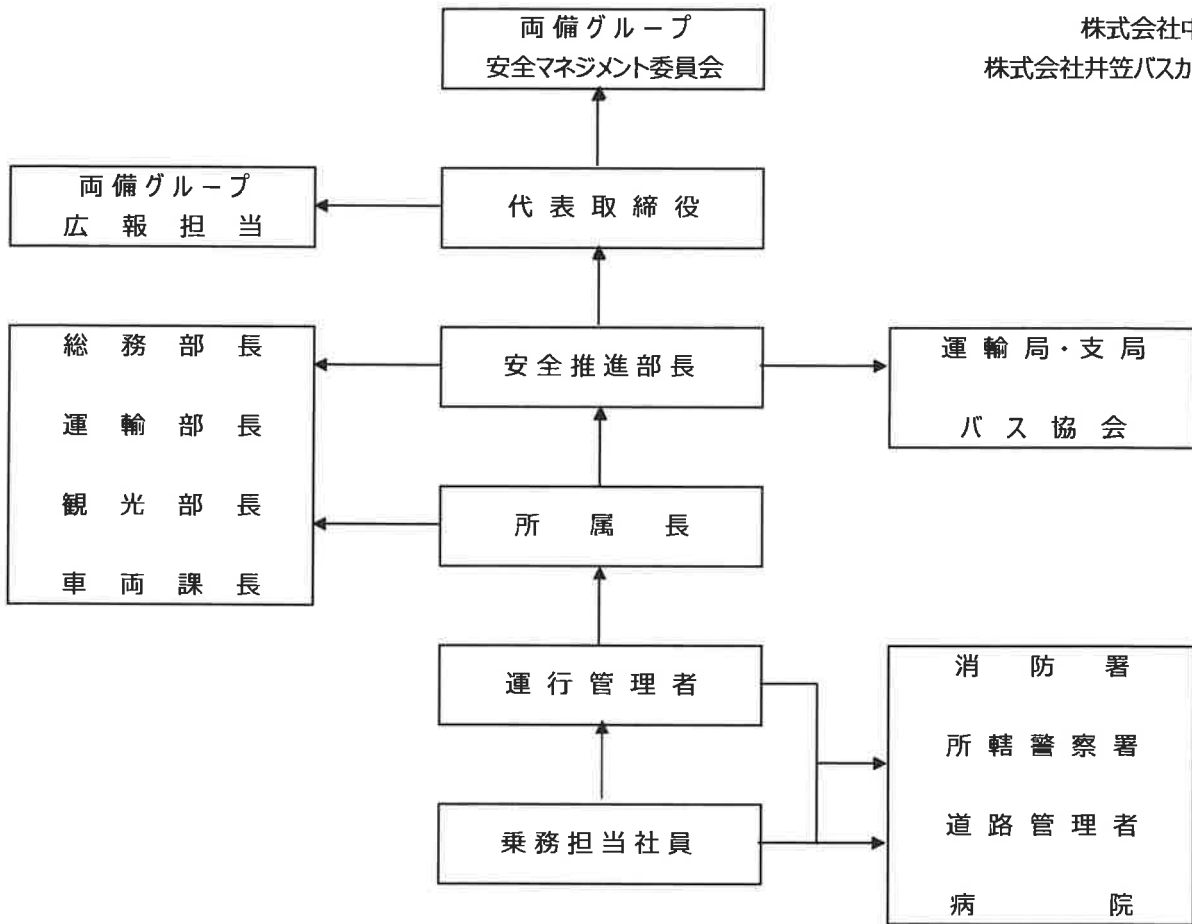 両備グループ
安全マネジメント委員会
株式会社中
株式会社井笠バスカ
両備グループ
広報担当
代表取締役
総務部長
運輸部長
観光部長
車両課長
安全推進部長
運輸局・支局
バス協会
所属長
運行管理者
消防署
所轄警察署
道路管理者
病院
乗務担当社員